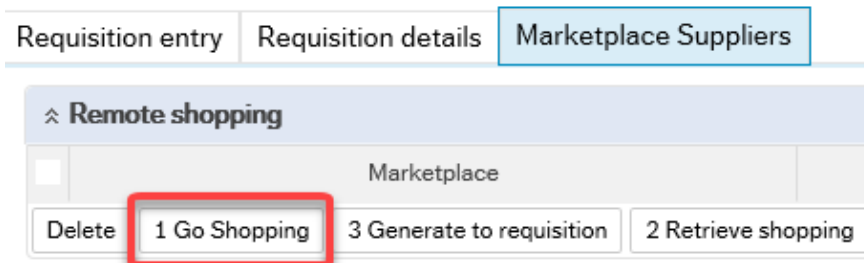 Requisition entry Requisition details Marketplace Suppliers
Remote shopping
Marketplace
Delete 1 Go Shopping 3 Generate to requisition 2 Retrieve shopping